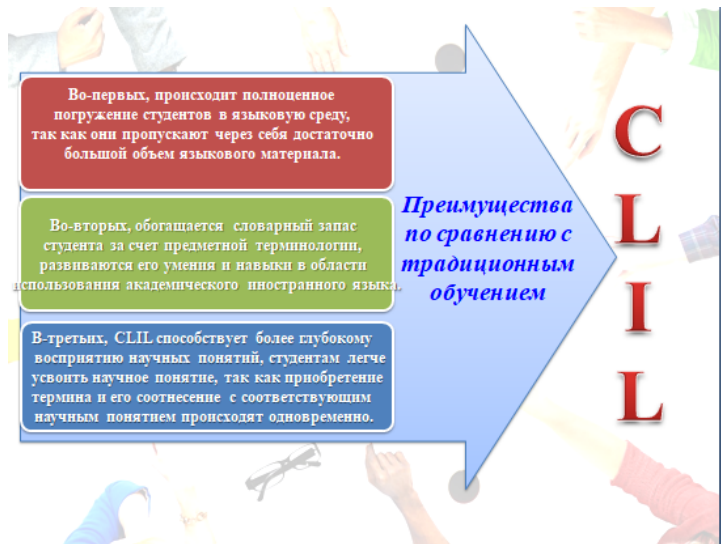 Во-первых, происходит полноценное
погружение студентов в языковую среду,
так как они пропускают через себя достаточно
большой объем языкового материала.
Во-вторых, обогащается словарный запас
студента за счет предметной терминологии,
развиваются его умения и навыки в области
использования академического иностранного языка.
В-третьих, CLIL способствует более глубокому
восприятию научных понятий, студентам легче
усвоить научное понятие, так как приобретение
термина и его соотнесение с соответствующим
научным понятием происходят одновременно.
Преимущества
по сравнению с
традиционным
обучением
C
L
I
L